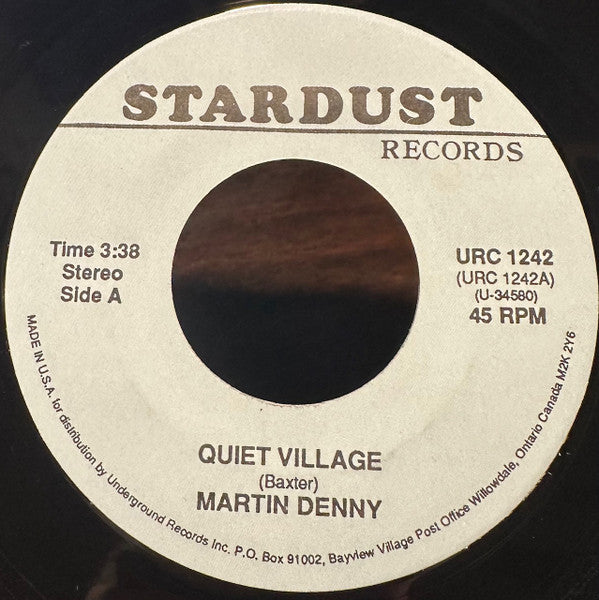 STARDUST
RECORDS
Time 3:38
Stereo
Side A
URC 1242
(URC 1242A)
(U-34580)
45 RPM
QUIET VILLAGE
(Baxter)
MARTIN DENNY
MADE IN U.S.A. for distribution by Underground Records Inc. P.O. Box 91002, Bayview Village Post Office Willowdale, Ontario Canada M2K 2Y6